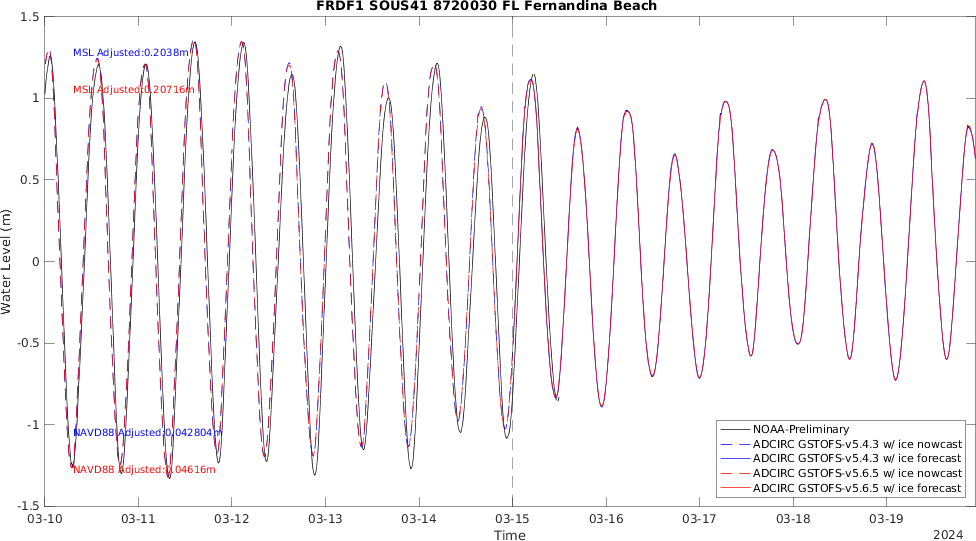 FRDF1 SOUS41 8720030 FL Fernandina Beach
1.5
1
0.5
0
-0.5
-1
-1.5
Water Level (m)
MSL Adjusted:0.2038m
MSL Adjusted:0.20716m
NAVD88 Adjusted:0.042804m
NAVD88 Adjusted:0.04616m
NOAA-Preliminary
ADCIRC GSTOFS-v5.4.3 w/ ice nowcast
ADCIRC GSTOFS-v5.4.3 w/ ice forecast
ADCIRC GSTOFS-v5.6.5 w/ ice nowcast
ADCIRC GSTOFS-v5.6.5 w/ ice forecast
03-10 03-11 03-12 03-13 03-14 03-15 03-16 03-17 03-18 03-19
Time
2024